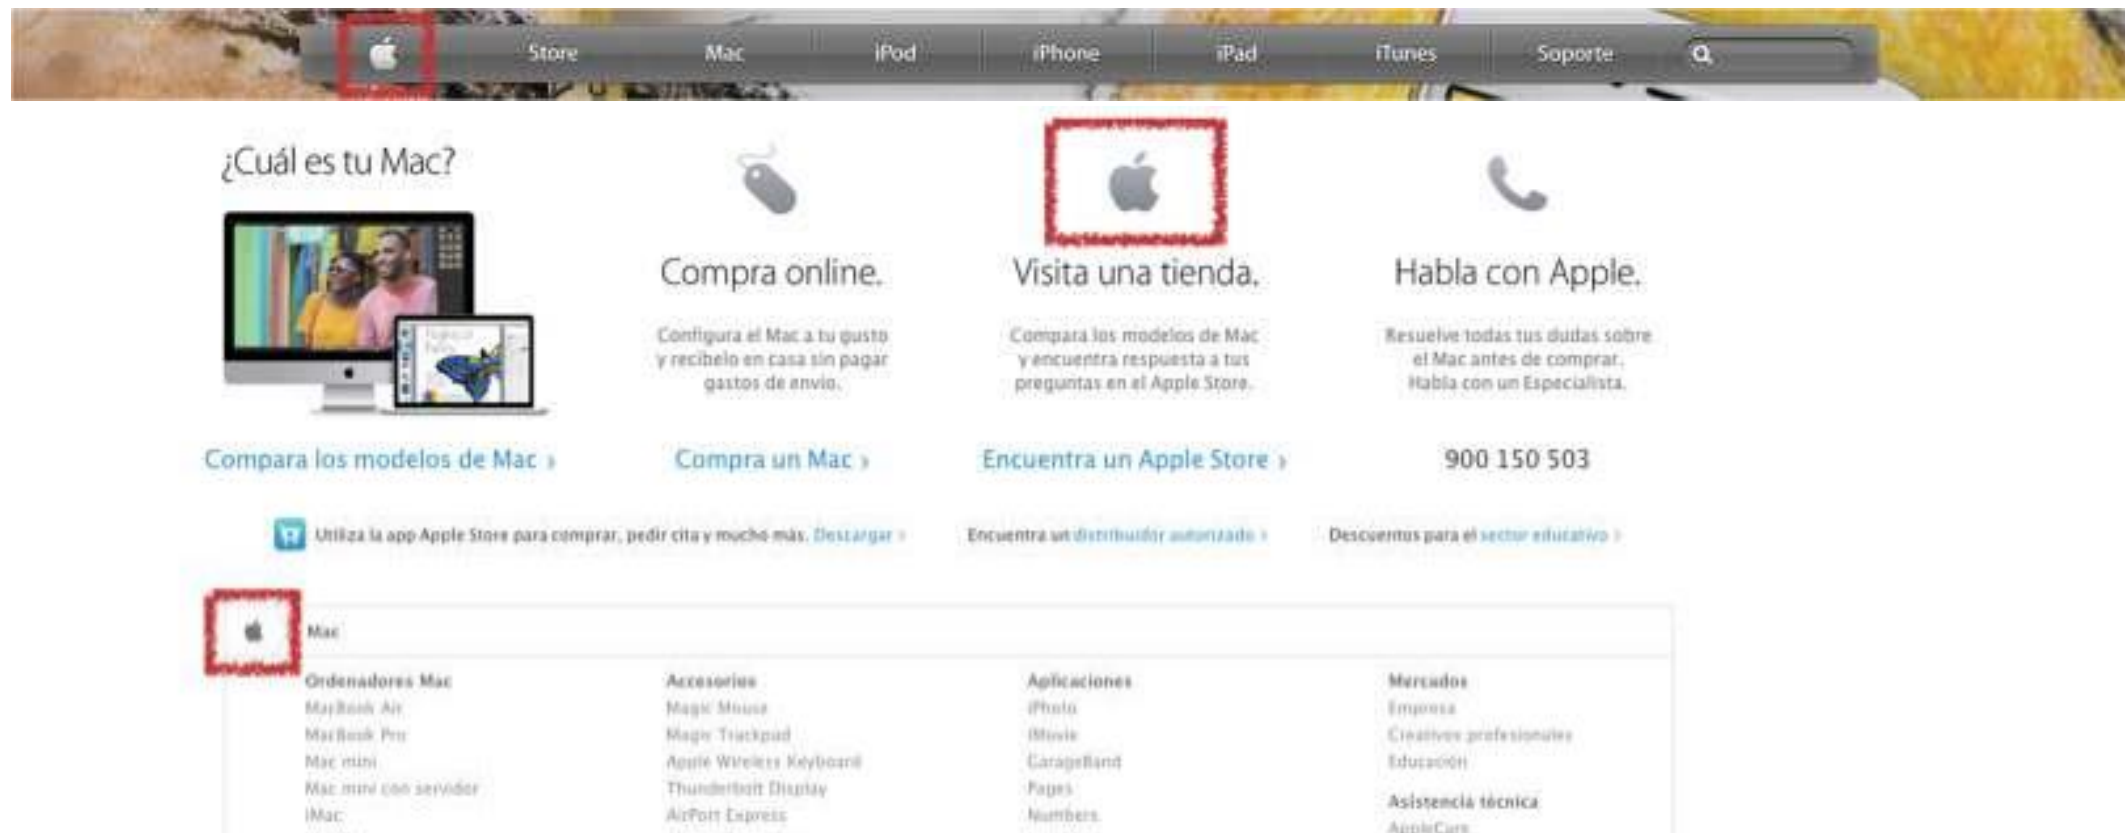 Store Mac iPod iPhone iPad iTunes Soporte
¿Cuál es tu Mac?
Compra online.
Visita una tienda.
Habla con Apple.
Configura el Mac a tu gusto
y recíbelo en casa sin pagar
gastos de envío.
Compara los modelos de Mac
y encuentra respuesta a tus
preguntas en el Apple Store.
Resuelve todas tus dudas sobre
el Mac antes de comprar.
Habla con un Especialista.
Compara los modelos de Mac ›
Compra un Mac ›
Encuentra un Apple Store ›
900 150 503
Utiliza la app Apple Store para comprar, pedir cita y mucho más. Descargar ›
Encuentra un distribuidor autorizado ›
Descuentos para el sector educativo ›
Mac
Ordenadores Mac
MacBook Air
MacBook Pro
Mac mini
Mac mini con servidor
iMac
Accesorios
Magic Mouse
Magic Trackpad
Apple Wireless Keyboard
Thunderbolt Display
AirPort Express
Aplicaciones
iPhoto
iMovie
GarageBand
Pages
Numbers
Mercados
Empresa
Creativos profesionales
Educación
Asistencia técnica
AppleCare